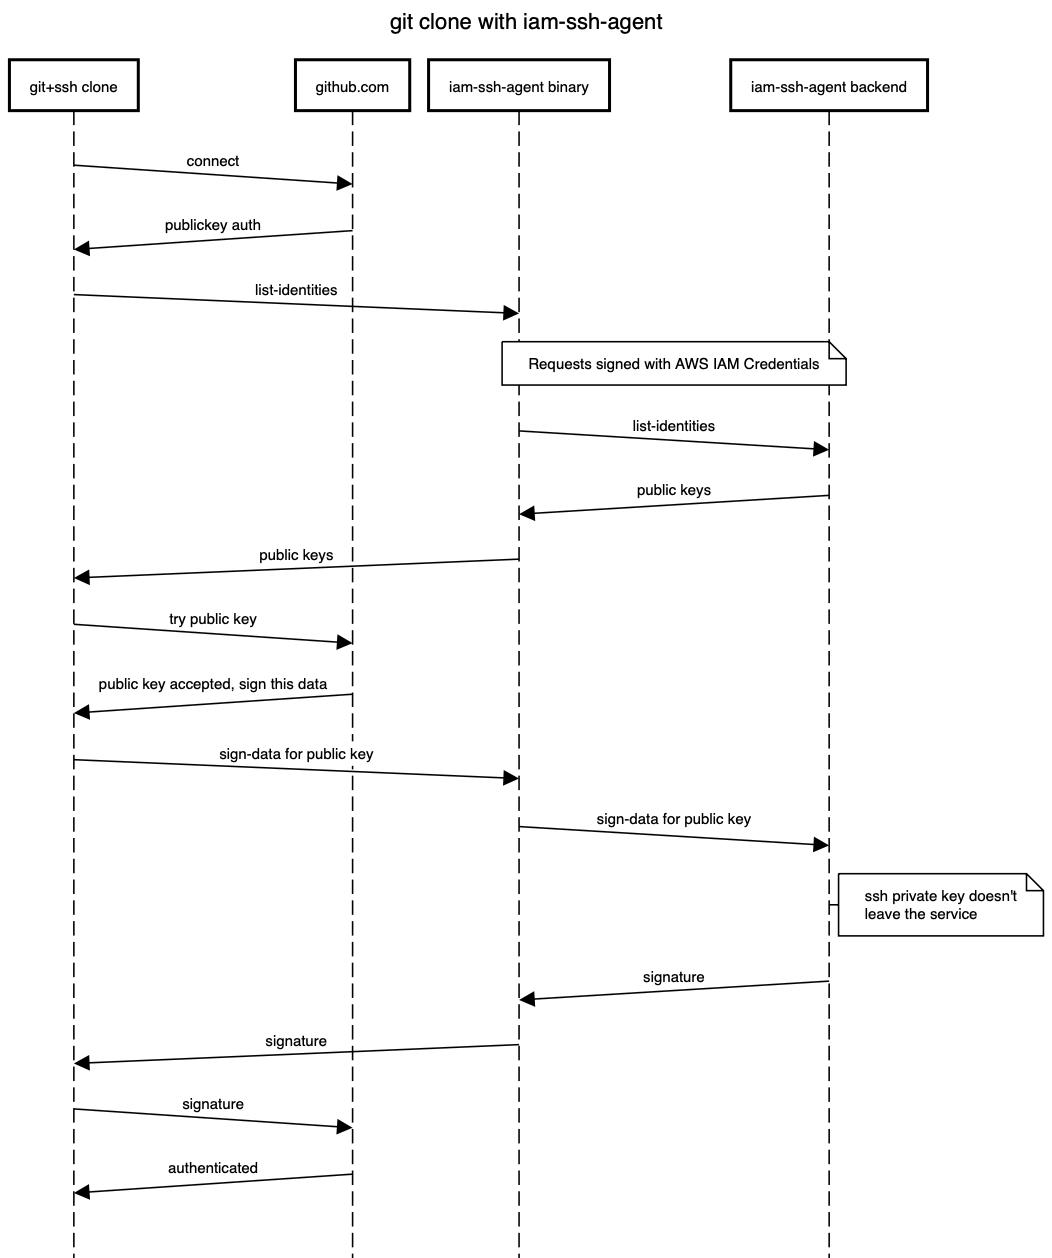 git clone with iam-ssh-agent
git+ssh clone
github.com
iam-ssh-agent binary
iam-ssh-agent backend
connect
publickey auth
list-identities
Requests signed with AWS IAM Credentials
list-identities
public keys
public keys
try public key
public key accepted, sign this data
sign-data for public key
sign-data for public key
ssh private key doesn't
leave the service
signature
signature
signature
authenticated